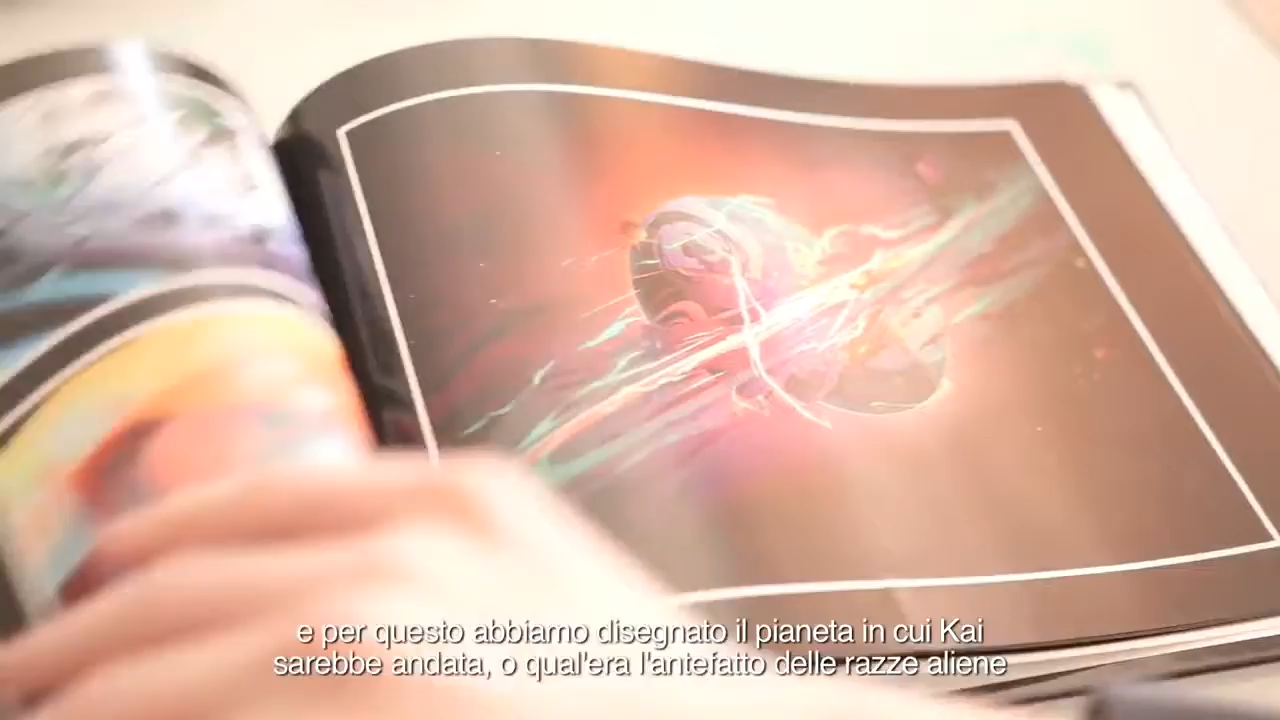 e per questo abbiamo disegnato il pianeta in cui Kai
sarebbe andata, o qual'era l'antefatto delle razze aliene